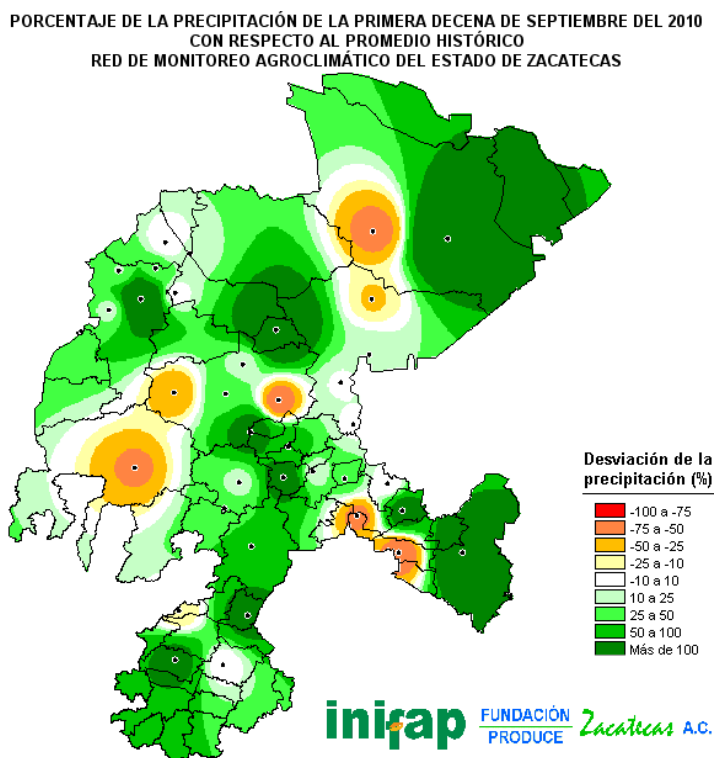 PORCENTAJE DE LA PRECIPITACIÓN DE LA PRIMERA DECENA DE SEPTIEMBRE DEL 2010
CON RESPECTO AL PROMEDIO HISTÓRICO
RED DE MONITOREO AGROCLIMÁTICO DEL ESTADO DE ZACATECAS
Desviación de la
precipitación (%)
-100 a -75
-75 a -50
-50 a -25
-25 a -10
-10 a 10
10 a 25
25 a 50
50 a 100
Más de 100
inifap
FUNDACIÓN
PRODUCE
Zacatecas A.C.